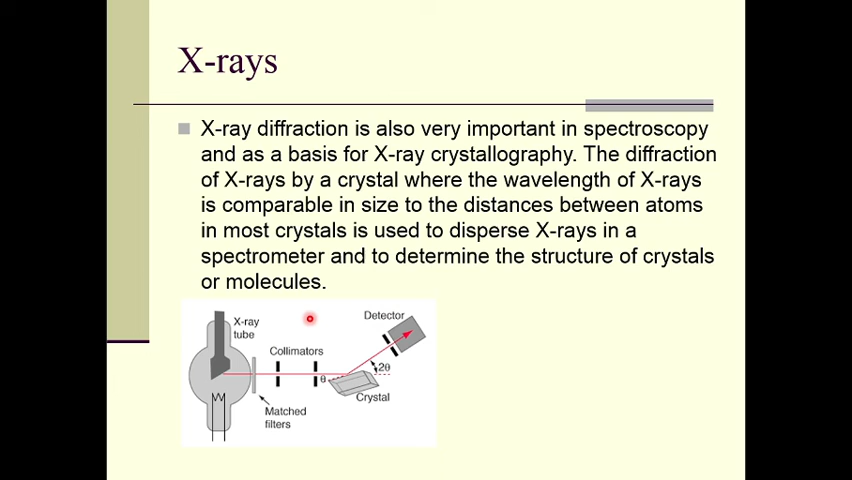 X-rays
X-ray diffraction is also very important in spectroscopy
and as a basis for X-ray crystallography. The diffraction
of X-rays by a crystal where the wavelength of X-rays
is comparable in size to the distances between atoms
in most crystals is used to disperse X-rays in a
spectrometer and to determine the structure of crystals
or molecules.
X-ray
tube
Collimators
Detector
θ
2θ
Crystal
Matched
filters